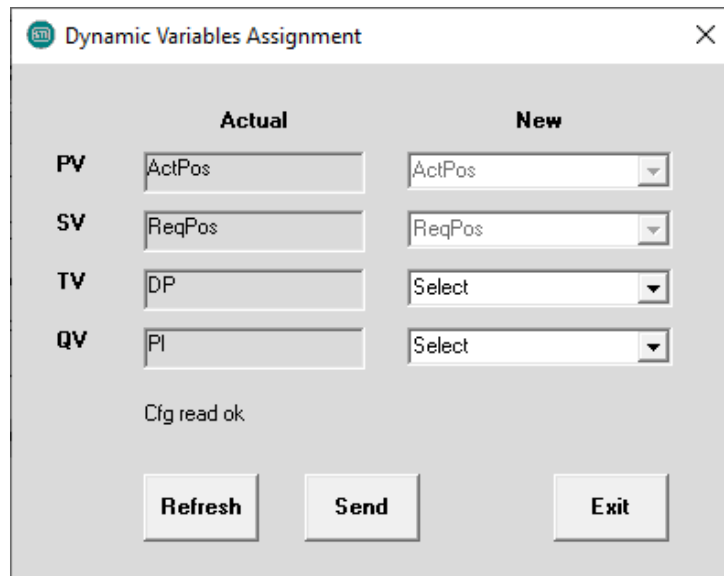 STI Dynamic Variables Assignment
Actual New
PV ActPos ActPos
SV ReqPos ReqPos
TV DP Select
QV PI Select
Cfg read ok
Refresh Send Exit